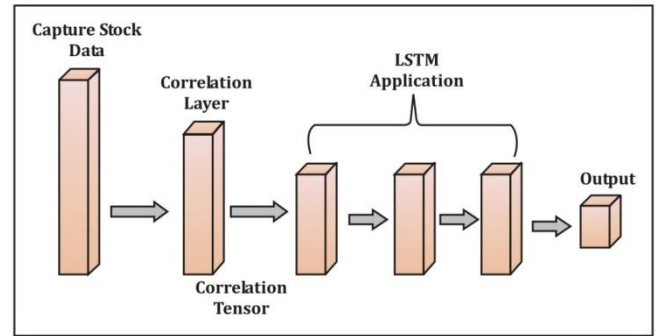 Capture Stock
Data
Correlation
Layer
LSTM
Application
Output
Correlation
Tensor